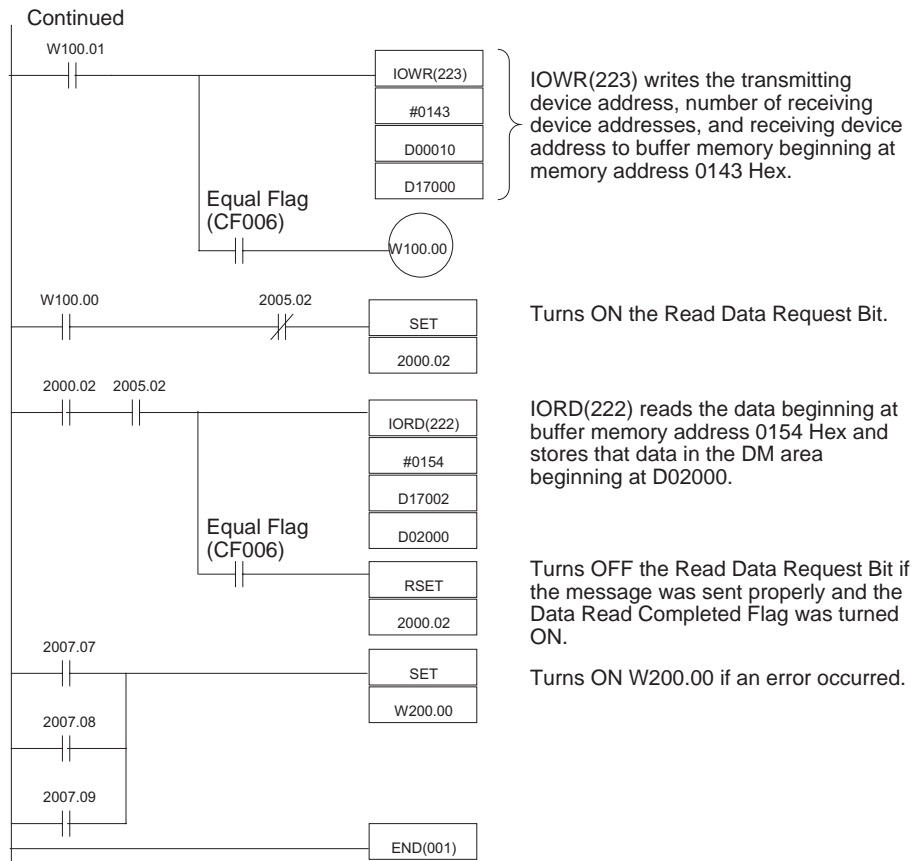 Continued
W100.01
IOWR(223)
#0143
D00010
D17000
IOWR(223) writes the transmitting
device address, number of receiving
device addresses, and receiving device
address to buffer memory beginning at
memory address 0143 Hex.
Equal Flag
(CF006)
W100.00
W100.00
2005.02
SET
2000.02
Turns ON the Read Data Request Bit.
2000.02
2005.02
IORD(222)
#0154
D17002
D02000
IORD(222) reads the data beginning at
buffer memory address 0154 Hex and
stores that data in the DM area
beginning at D02000.
Equal Flag
(CF006)
RSET
2000.02
Turns OFF the Read Data Request Bit if
the message was sent properly and the
Data Read Completed Flag was turned
ON.
2007.07
SET
W200.00
Turns ON W200.00 if an error occurred.
2007.08
2007.09
END(001)